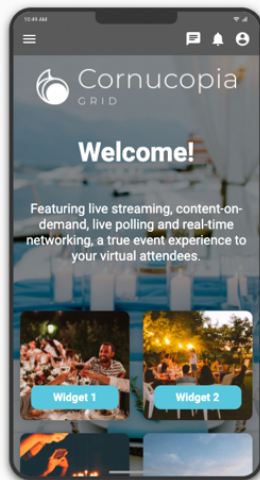 10:49 AM
Cornucopia
GRID
Welcome!
Featuring live streaming, content-on-
demand, live polling and real-time
networking, a true event experience to
your virtual attendees.
Widget 1
Widget 2